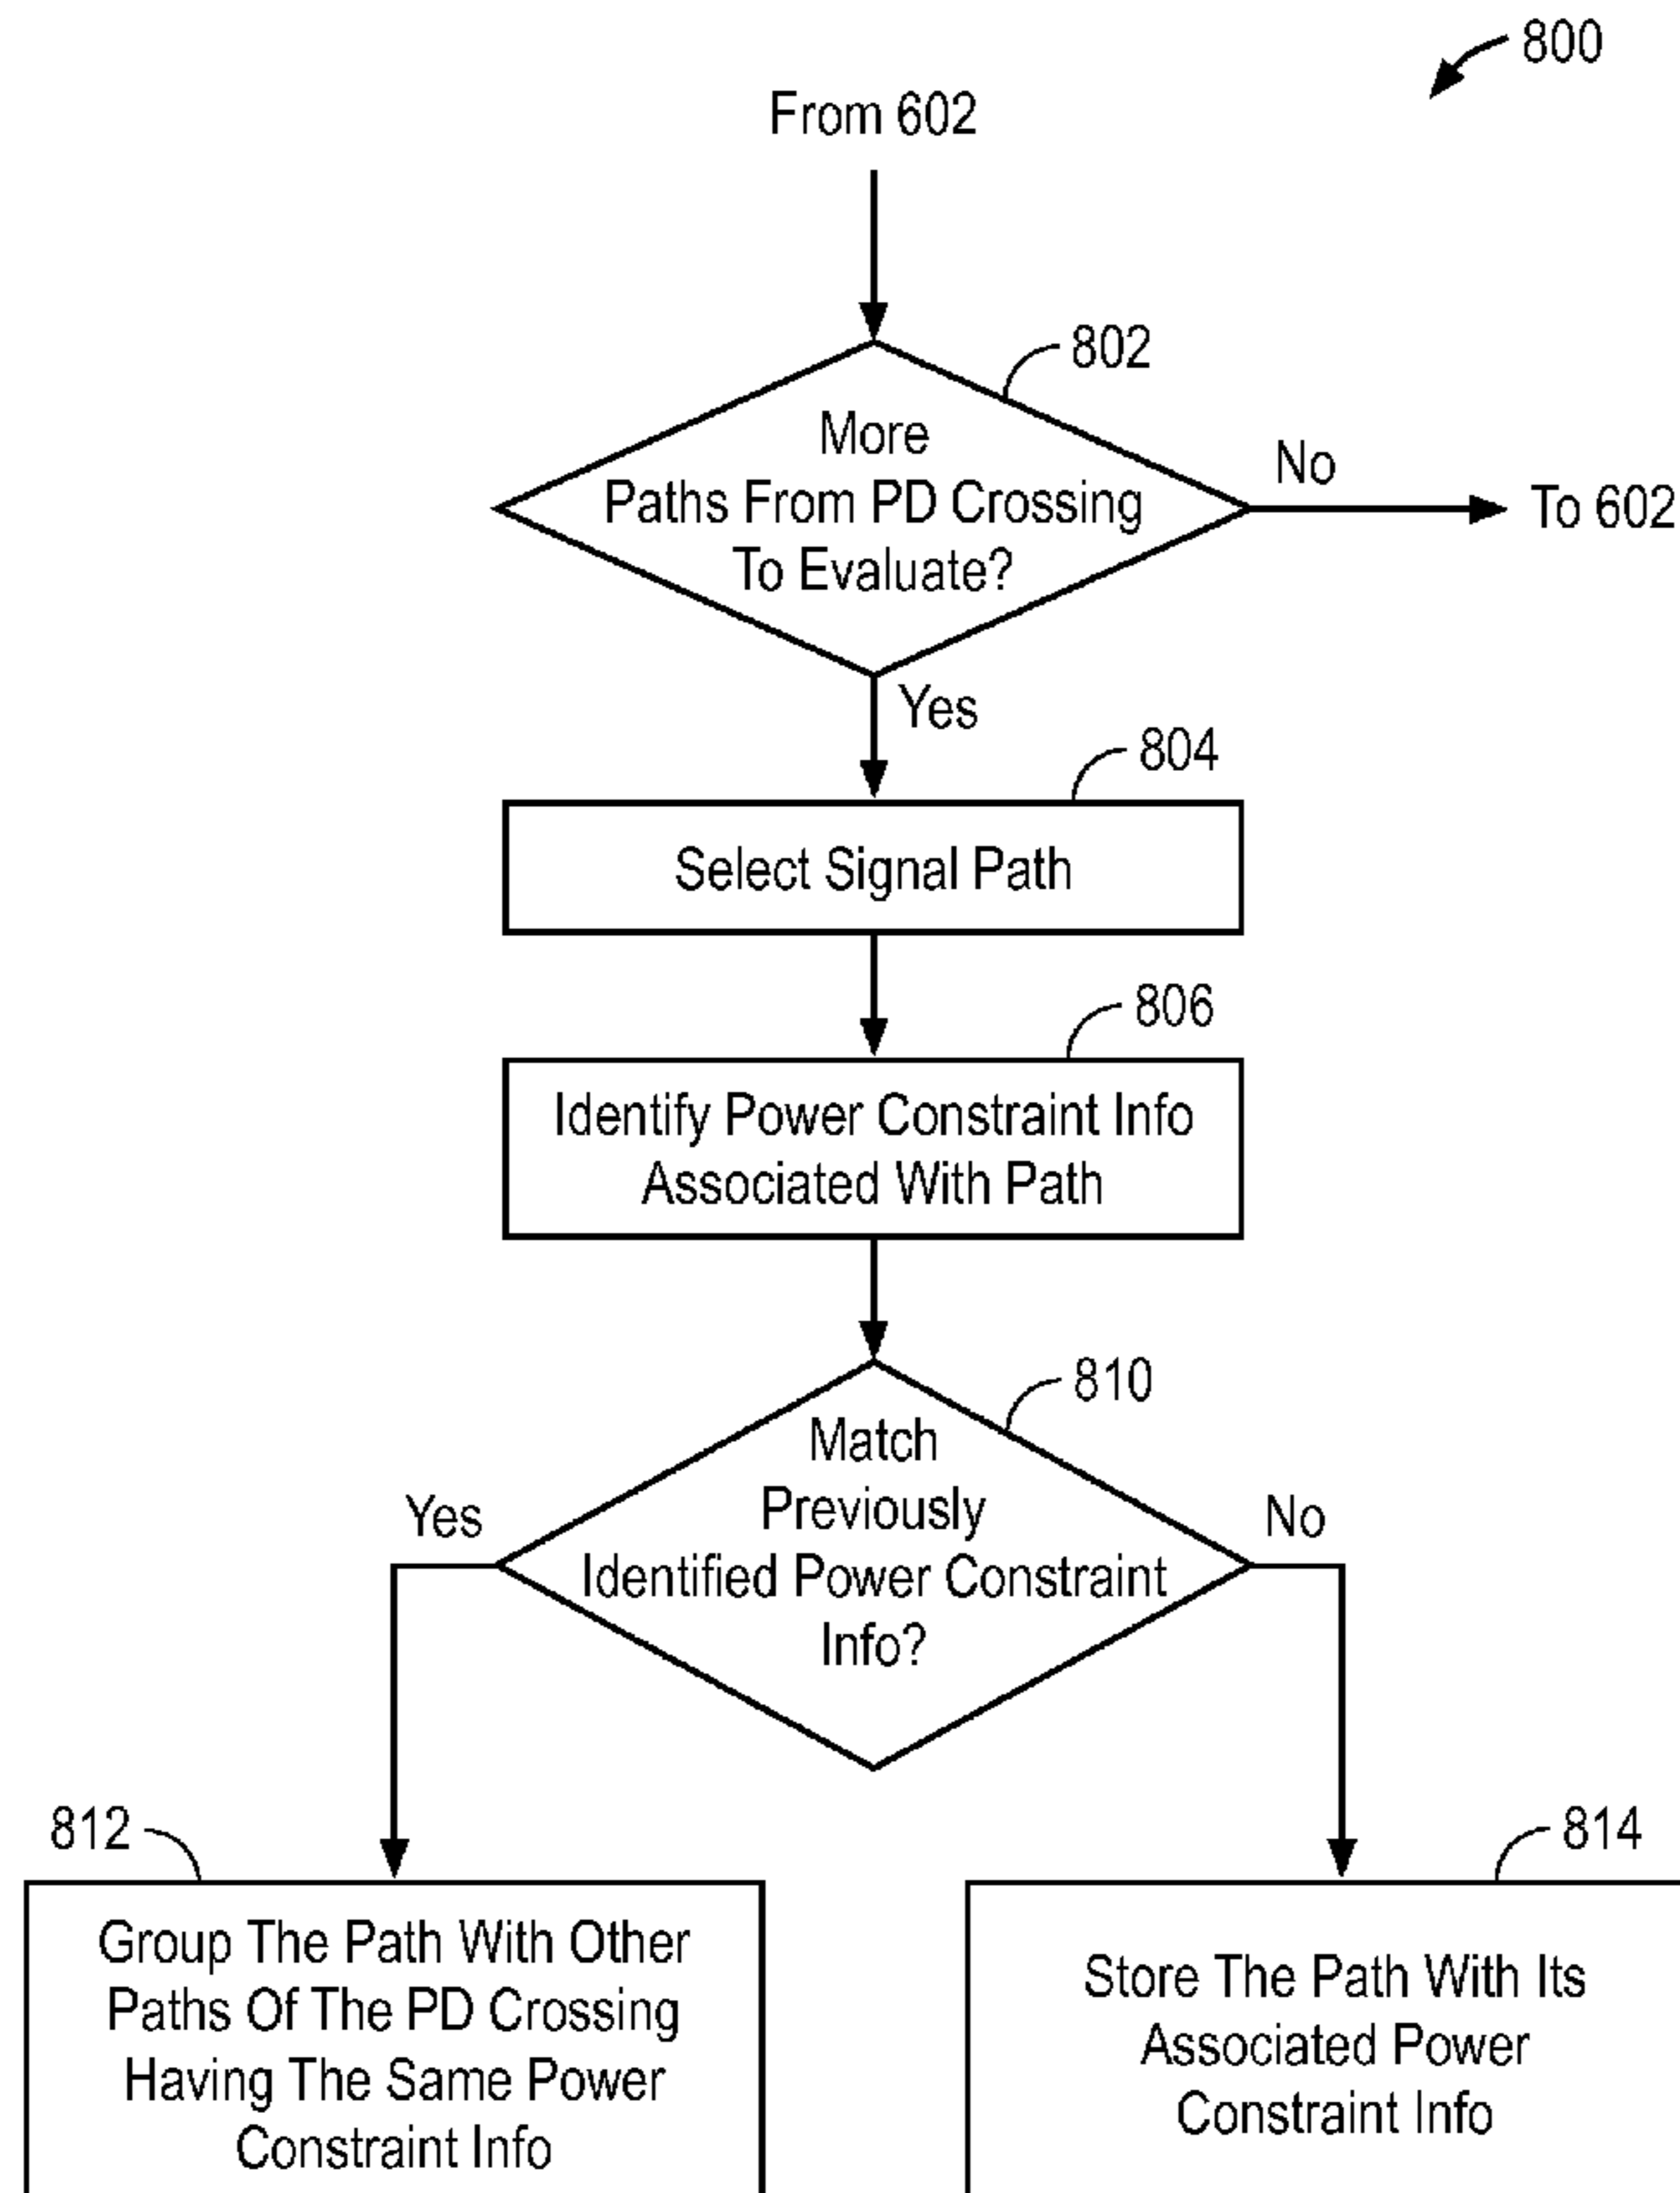 800
From 602
802
More
Paths From PD Crossing
To Evaluate?
No
To 602
Yes
804
Select Signal Path
806
Identify Power Constraint Info
Associated With Path
810
Match
Previously
Identified Power Constraint
Info?
Yes
No
812
Group The Path With Other
Paths Of The PD Crossing
Having The Same Power
Constraint Info
814
Store The Path With Its
Associated Power
Constraint Info